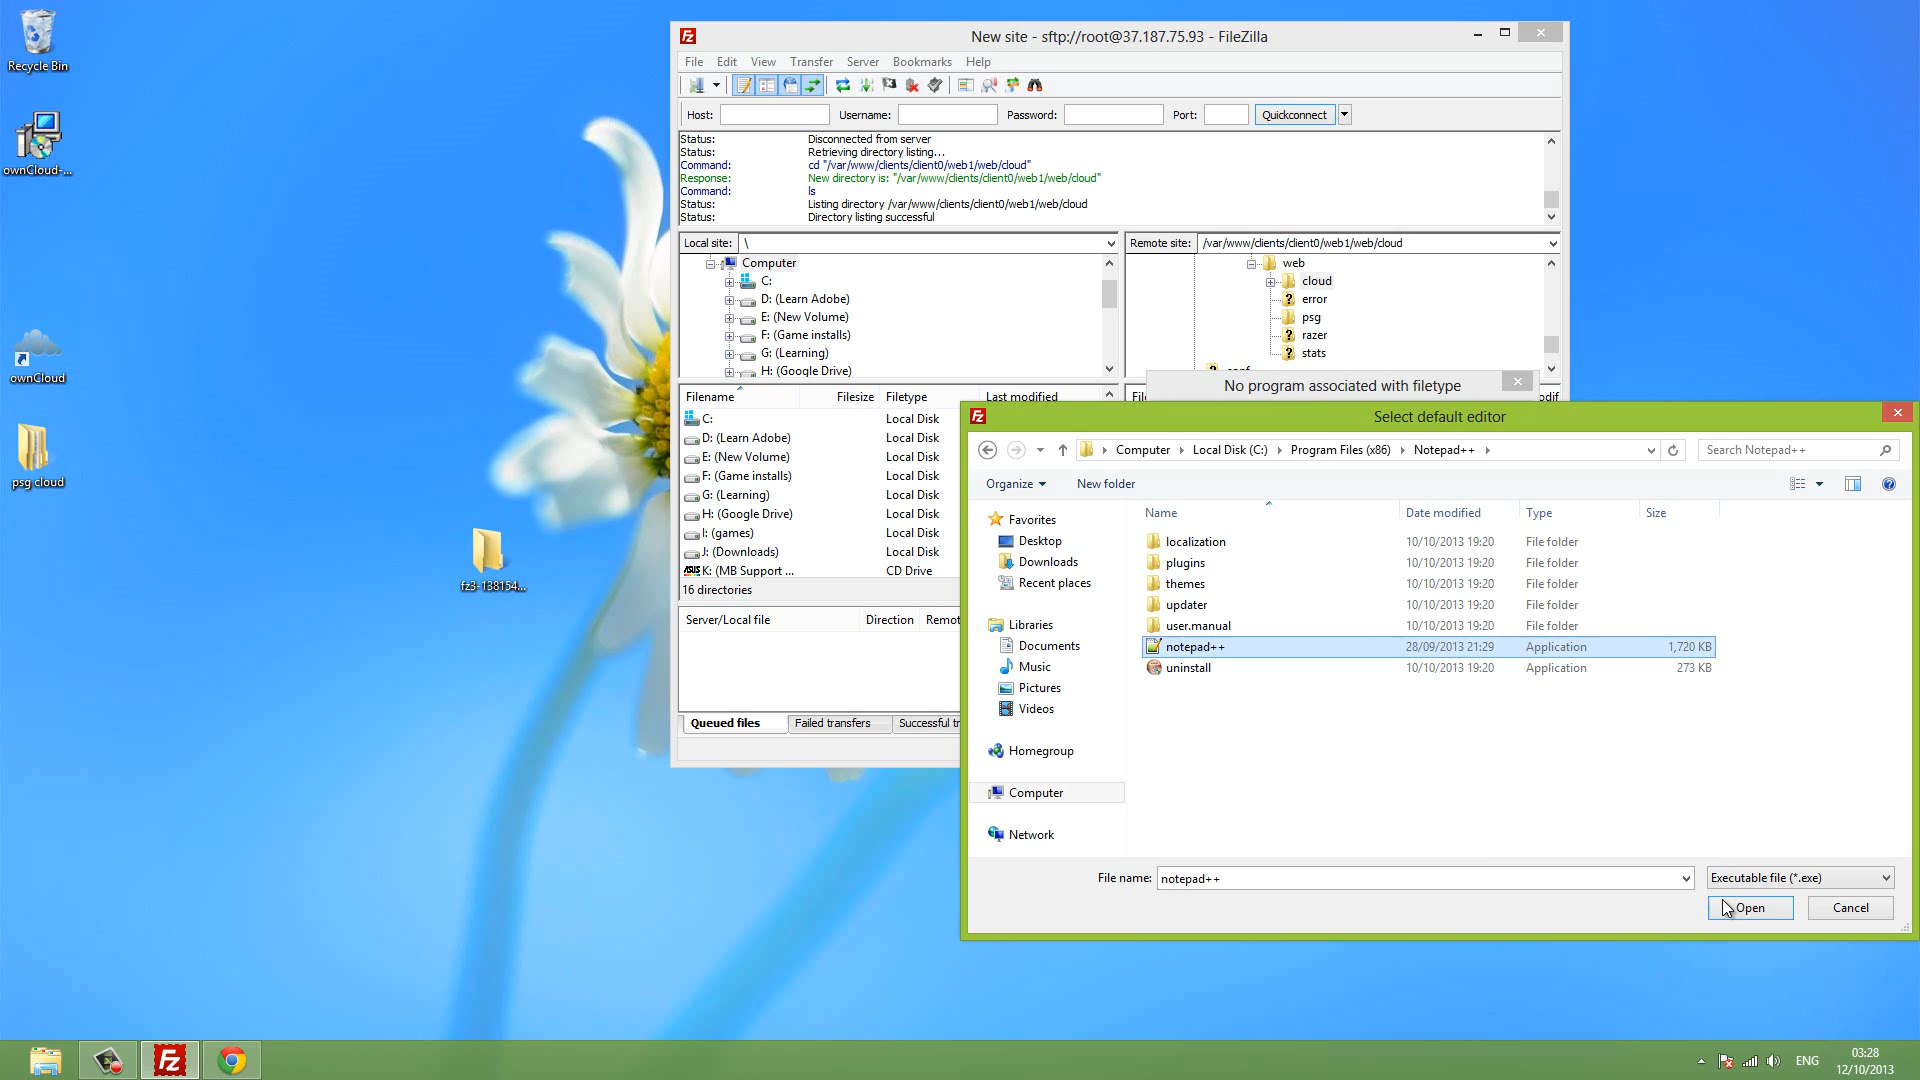 Recycle Bin
ownCloud-...
ownCloud
psg cloud
fz3-138154...
New site - sftp://root@37.187.75.93 - FileZilla
File Edit View Transfer Server Bookmarks Help
Host: Username: Password: Port: Quickconnect
Status: Disconnected from server
Status: Retrieving directory listing...
Command: cd "/var/www/clients/client0/web1/web/cloud"
Response: New directory is: "/var/www/clients/client0/web1/web/cloud"
Command: ls
Status: Listing directory /var/www/clients/client0/web1/web/cloud
Status: Directory listing successful
Local site: \
Computer
C:
D: (Learn Adobe)
E: (New Volume)
F: (Game installs)
G: (Learning)
H: (Google Drive)
Remote site: /var/www/clients/client0/web1/web/cloud
web
cloud
error
psg
razer
stats
Filename Filesize Filetype Last modified
C: Local Disk
D: (Learn Adobe) Local Disk
E: (New Volume) Local Disk
F: (Game installs) Local Disk
G: (Learning) Local Disk
H: (Google Drive) Local Disk
I: (games) Local Disk
J: (Downloads) Local Disk
ASUS K: (MB Support ... CD Drive
16 directories
Server/Local file Direction Remot
Queued files Failed transfers Successful tr
No program associated with filetype
Select default editor
Computer Local Disk (C:) Program Files (x86) Notepad++
Search Notepad++
Organize New folder
Favorites
Desktop
Downloads
Recent places
Libraries
Documents
Music
Pictures
Videos
Homegroup
Computer
Network
Name Date modified Type Size
localization 10/10/2013 19:20 File folder
plugins 10/10/2013 19:20 File folder
themes 10/10/2013 19:20 File folder
updater 10/10/2013 19:20 File folder
user.manual 10/10/2013 19:20 File folder
notepad++ 28/09/2013 21:29 Application 1,720 KB
uninstall 10/10/2013 19:20 Application 273 KB
File name: notepad++ Executable file (*.exe)
Open Cancel
ENG
03:28
12/10/2013